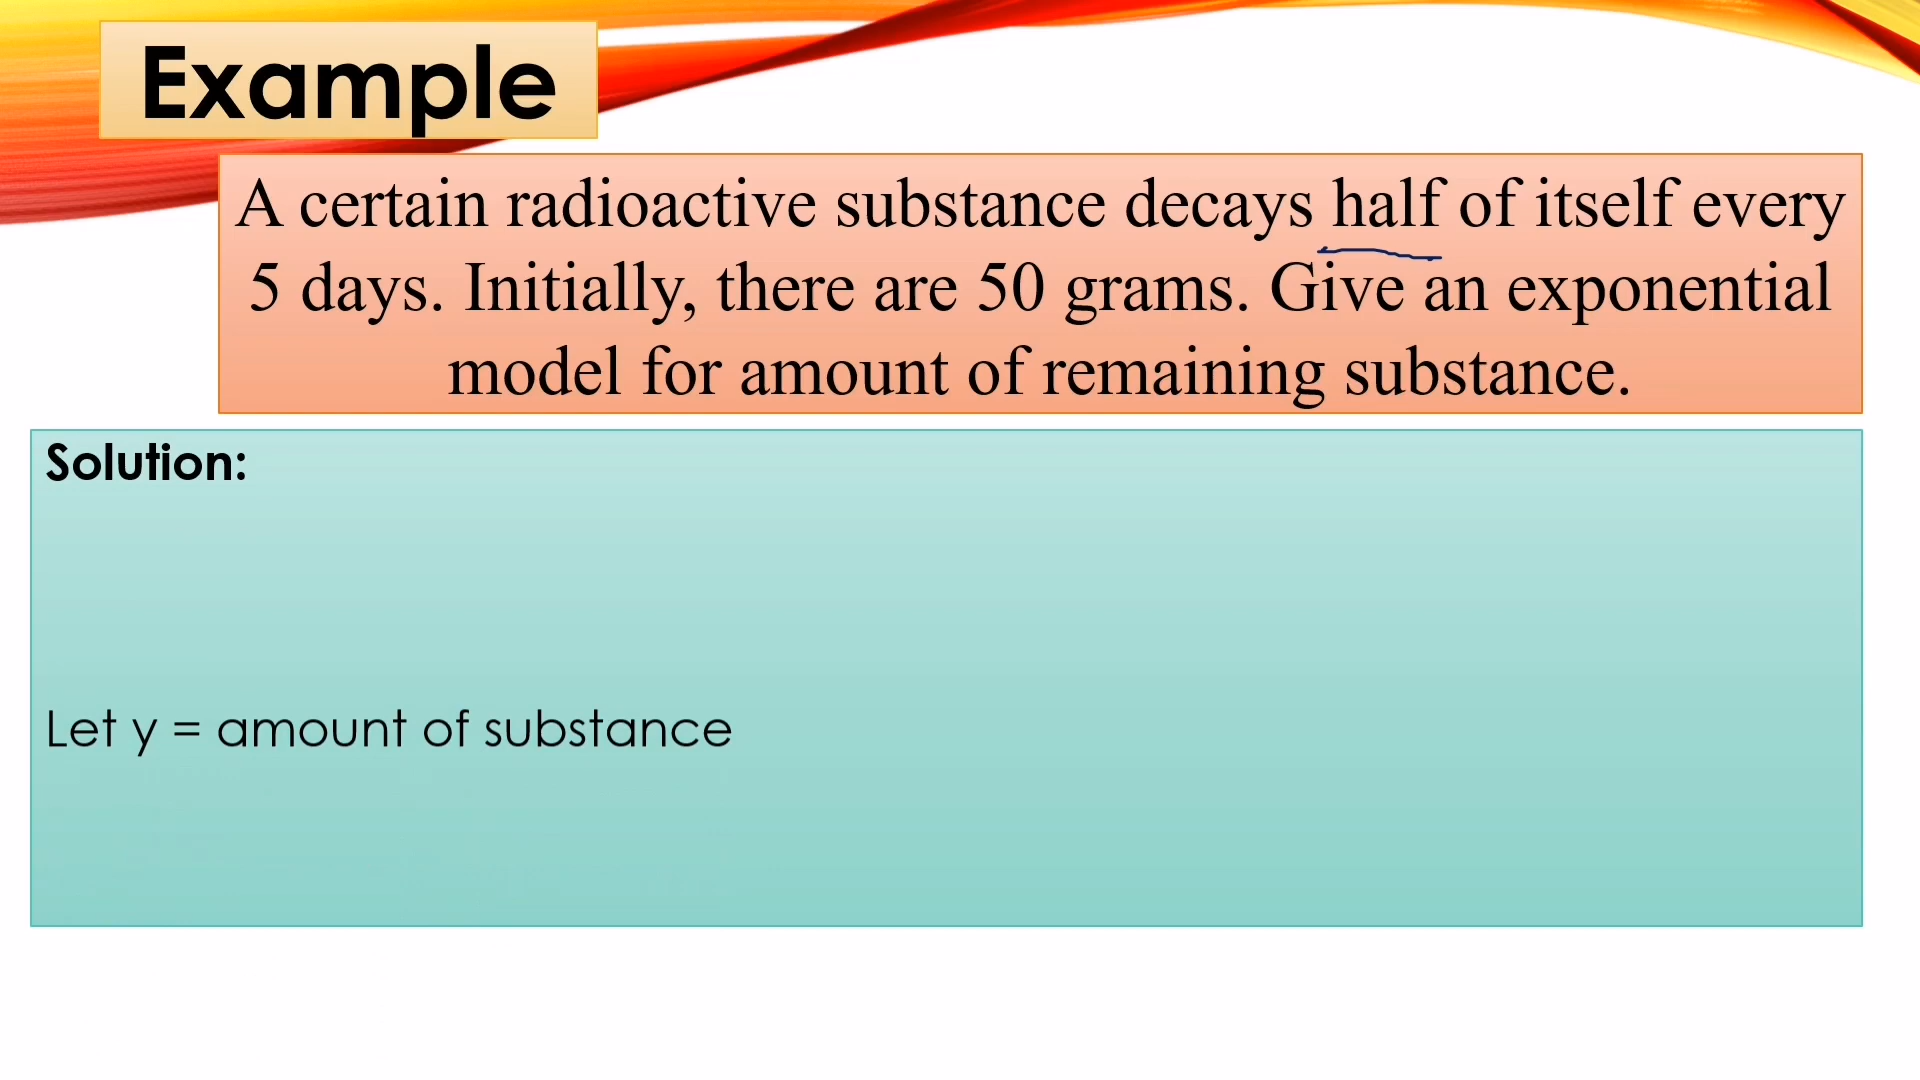 Example
A certain radioactive substance decays half of itself every
5 days. Initially, there are 50 grams. Give an exponential
model for amount of remaining substance.
Solution:
Let y = amount of substance